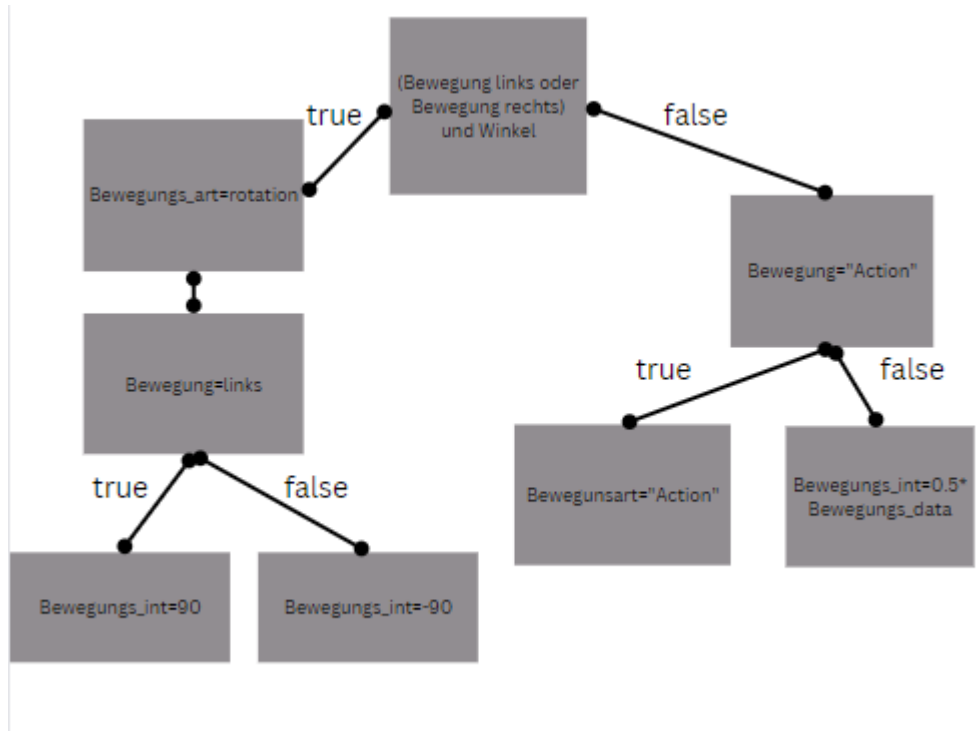 (Bewegung links oder
Bewegung rechts)
und Winkel
true
false
Bewegungs_art=rotation
Bewegung="Action"
Bewegung=links
true
false
true
false
Bewegunsart="Action"
Bewegungs_int=0.5*
Bewegungs_data
Bewegungs_int=90
Bewegungs_int=-90